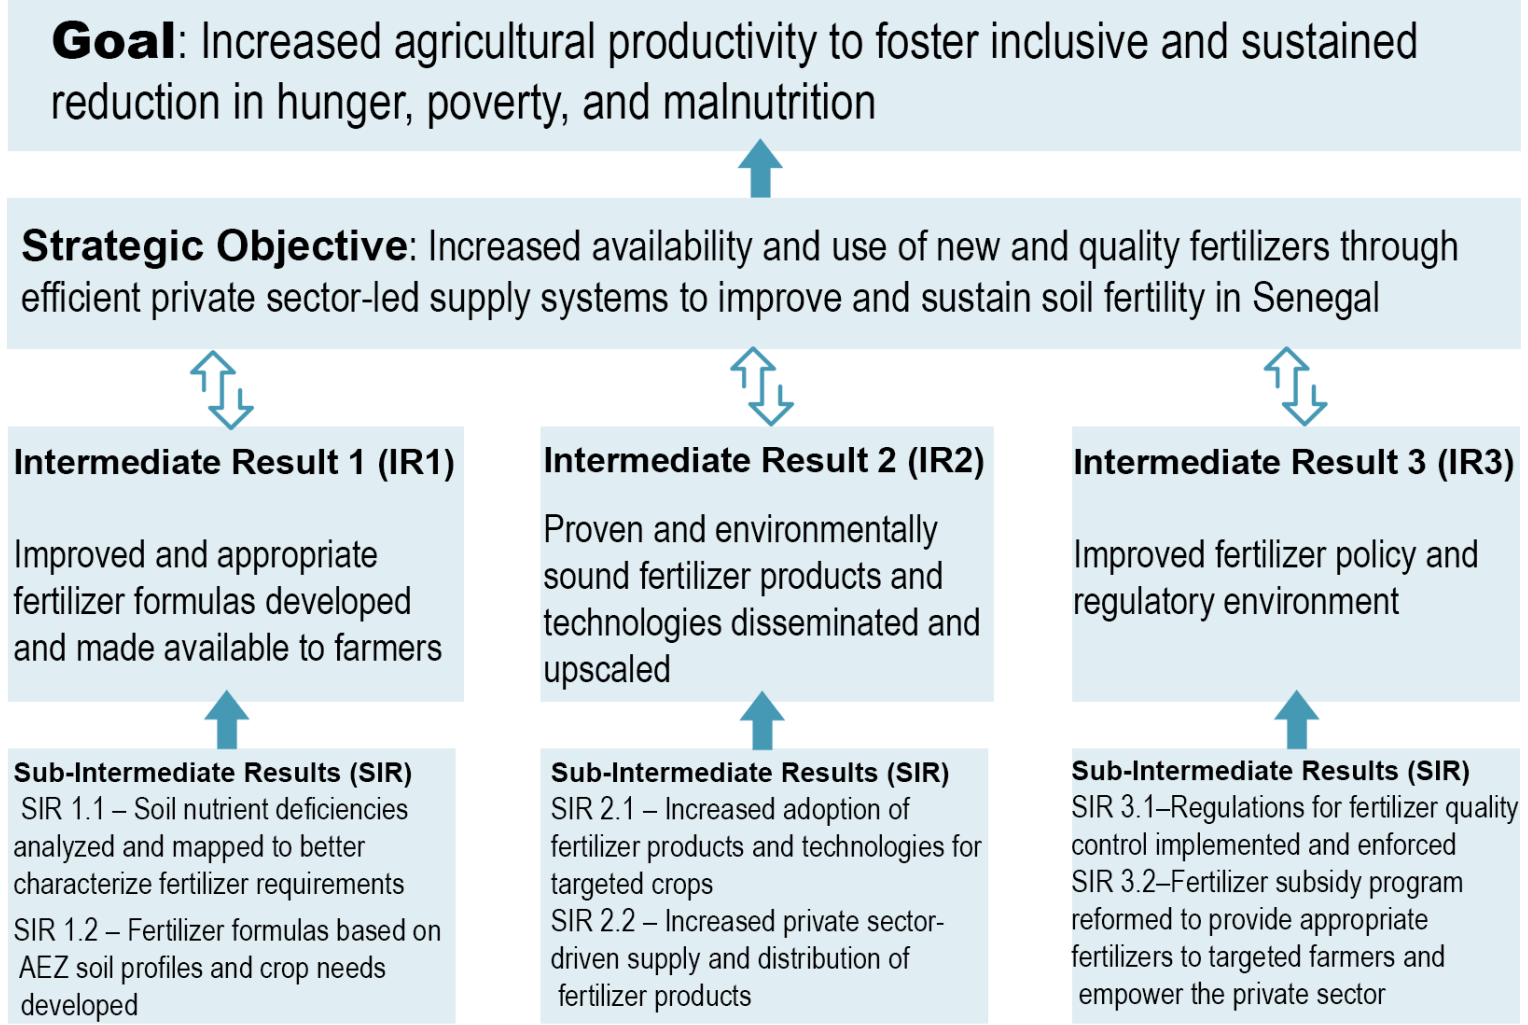 Goal: Increased agricultural productivity to foster inclusive and sustained
reduction in hunger, poverty, and malnutrition
Strategic Objective: Increased availability and use of new and quality fertilizers through
efficient private sector-led supply systems to improve and sustain soil fertility in Senegal
Intermediate Result 1 (IR1)
Improved and appropriate
fertilizer formulas developed
and made available to farmers
Intermediate Result 2 (IR2)
Proven and environmentally
sound fertilizer products and
technologies disseminated and
upscaled
Intermediate Result 3 (IR3)
Improved fertilizer policy and
regulatory environment
Sub-Intermediate Results (SIR)
SIR 1.1 – Soil nutrient deficiencies
analyzed and mapped to better
characterize fertilizer requirements
SIR 1.2 – Fertilizer formulas based on
AEZ soil profiles and crop needs
developed
Sub-Intermediate Results (SIR)
SIR 2.1 – Increased adoption of
fertilizer products and technologies for
targeted crops
SIR 2.2 – Increased private sector-
driven supply and distribution of
fertilizer products
Sub-Intermediate Results (SIR)
SIR 3.1–Regulations for fertilizer quality
control implemented and enforced
SIR 3.2–Fertilizer subsidy program
reformed to provide appropriate
fertilizers to targeted farmers and
empower the private sector